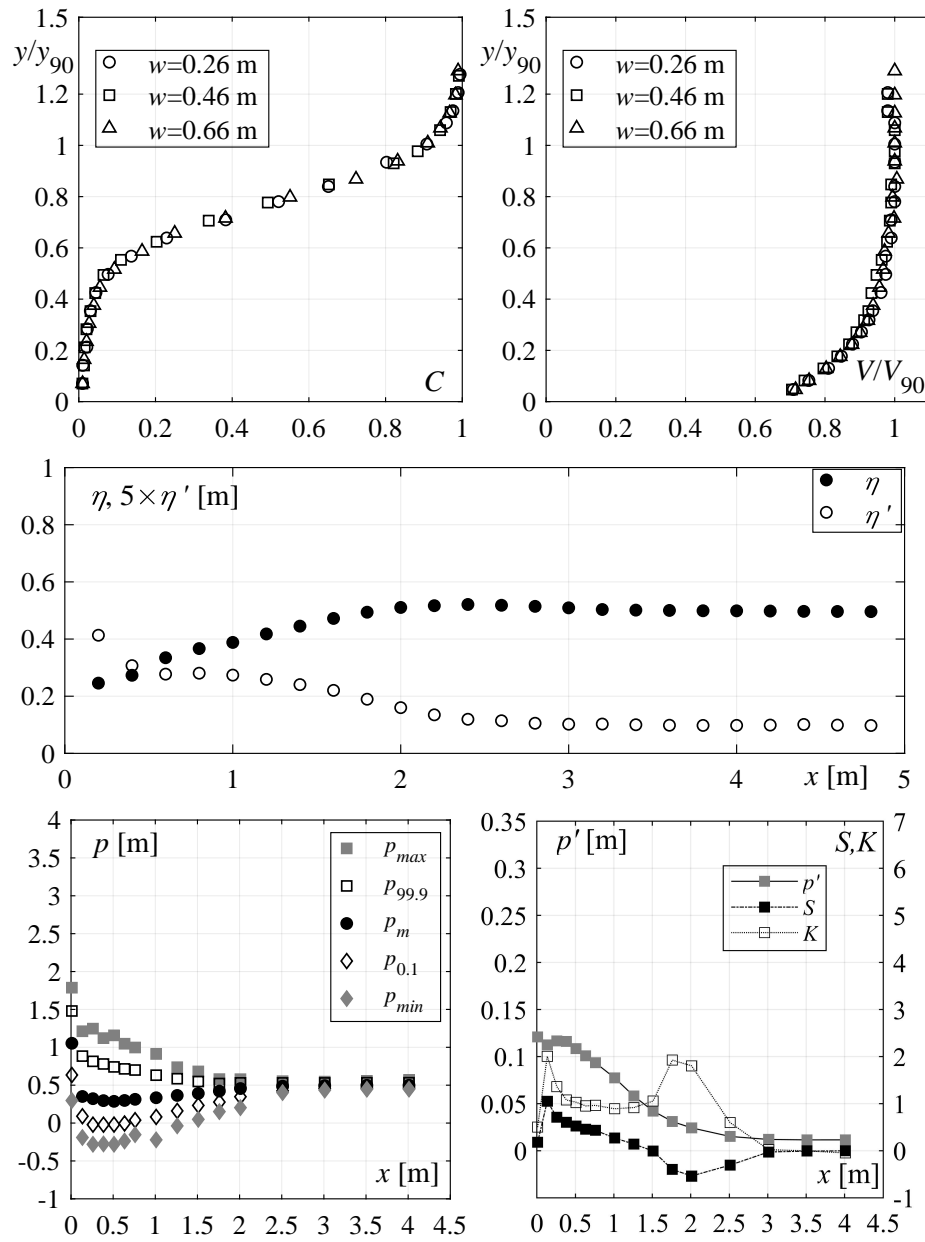 1.5
y/y90
1.2
1
0.8
0.6
0.4
0.2
0
w=0.26 m
w=0.46 m
w=0.66 m
C
0 0.2 0.4 0.6 0.8 1
1.5
y/y90
1.2
1
0.8
0.6
0.4
0.2
0
w=0.26 m
w=0.46 m
w=0.66 m
V/V90
0 0.2 0.4 0.6 0.8 1
1
0.8
0.6
0.4
0.2
0
η, 5×η' [m]
η
η'
0 1 2 3 4 x [m] 5
4
3.5
3
2.5
2
1.5
1
0.5
0
-0.5
-1
p [m]
pmax
p99.9
pm
p0.1
pmin
x [m]
0 0.5 1 1.5 2 2.5 3 3.5 4 4.5
0.35
0.3
0.25
0.2
0.15
0.1
0.05
0
p' [m]
S,K
p'
S
K
7
6
5
4
3
2
1
0
-1
x [m]
0 0.5 1 1.5 2 2.5 3 3.5 4 4.5